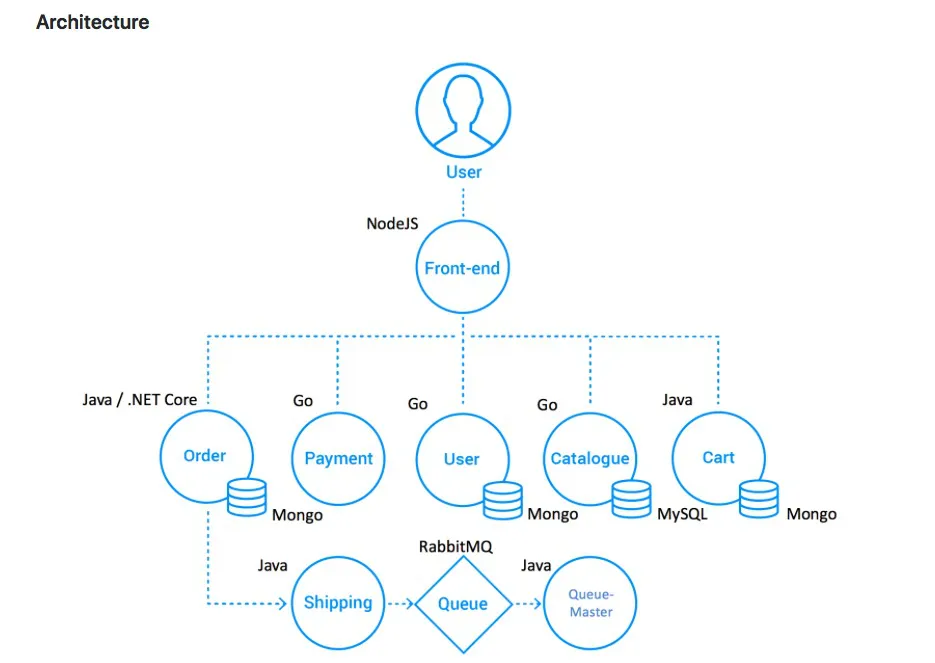 Architecture
User
NodeJS
Front-end
Java / .NET Core
Go
Go
Go
Java
Order
Payment
User
Catalogue
Cart
Mongo
Mongo
MySQL
Mongo
RabbitMQ
Java
Java
Shipping
Queue
Queue-
Master